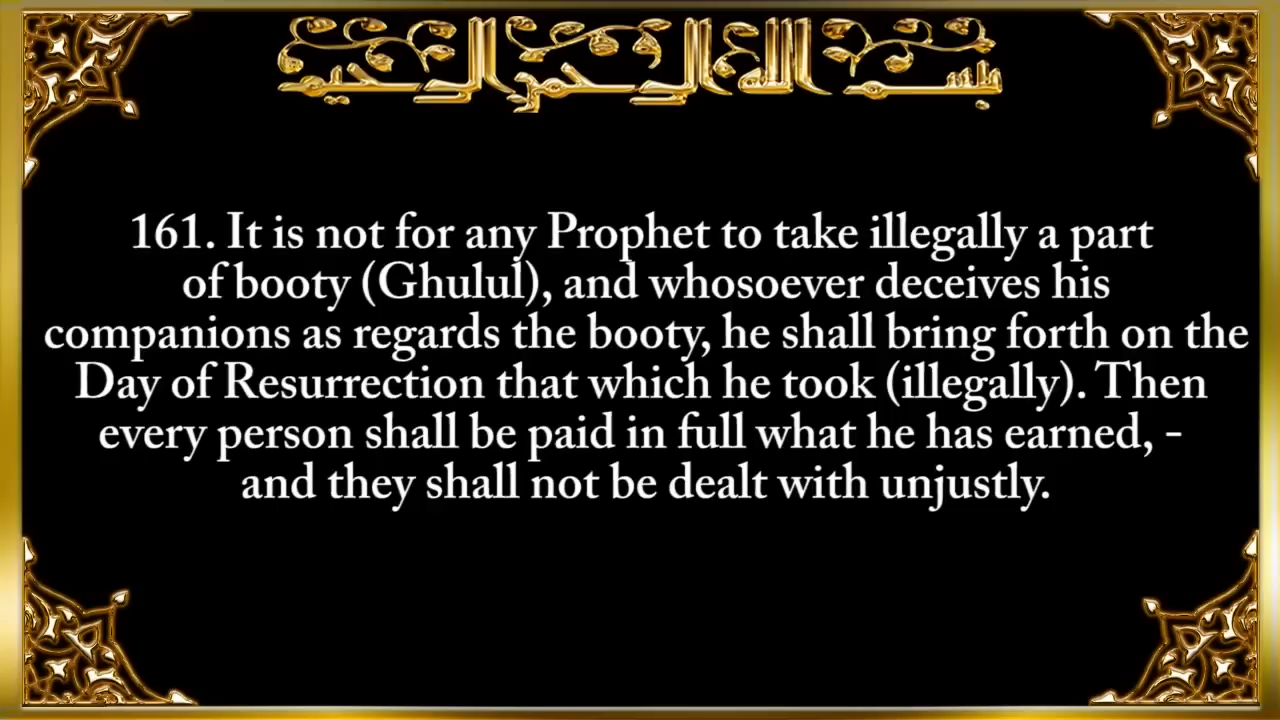 بسم الله الرحمن الرحيم
161. It is not for any Prophet to take illegally a part
of booty (Ghulul), and whosoever deceives his
companions as regards the booty, he shall bring forth on the
Day of Resurrection that which he took (illegally). Then
every person shall be paid in full what he has earned, -
and they shall not be dealt with unjustly.